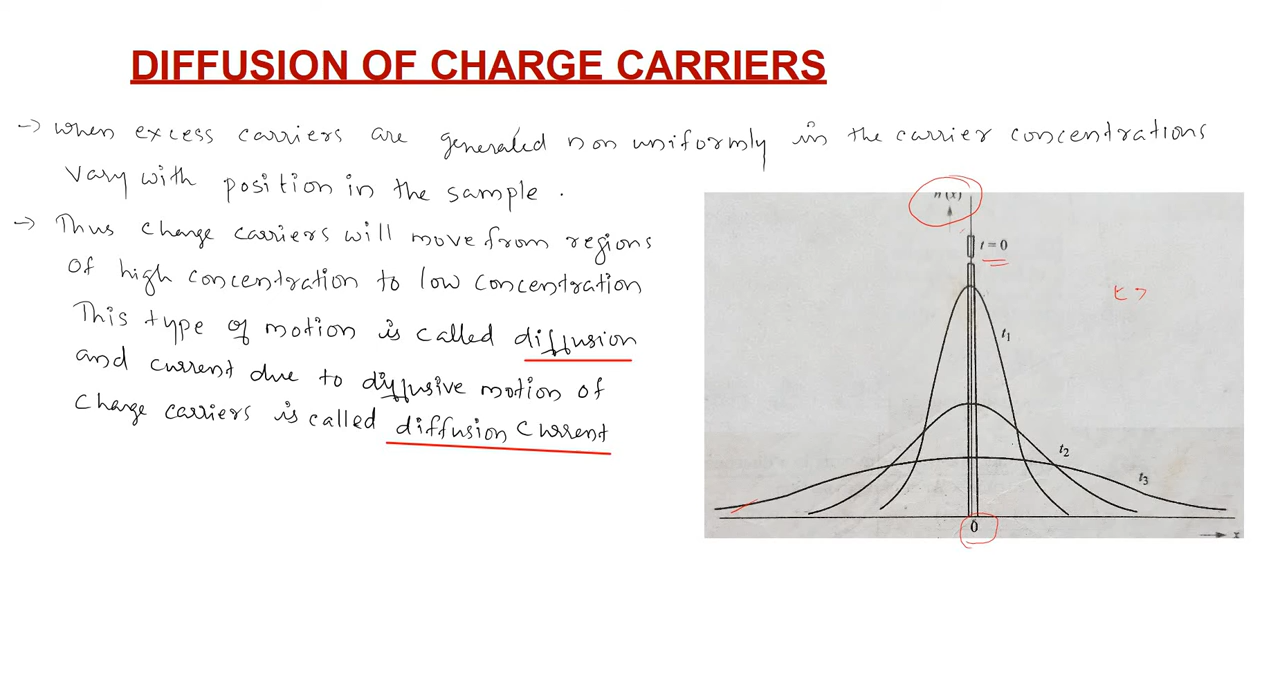 DIFFUSION OF CHARGE CARRIERS
→ When excess carriers are generated non uniformly in the carrier concentrations
vary with position in the sample.
→ Thus charge carriers will move from regions
of high concentration to low concentration
This type of motion is called diffusion
and current due to diffusive motion of
charge carriers is called diffusion current
n(x)
t = 0
t >
t₁
t₂
t₃
0
x